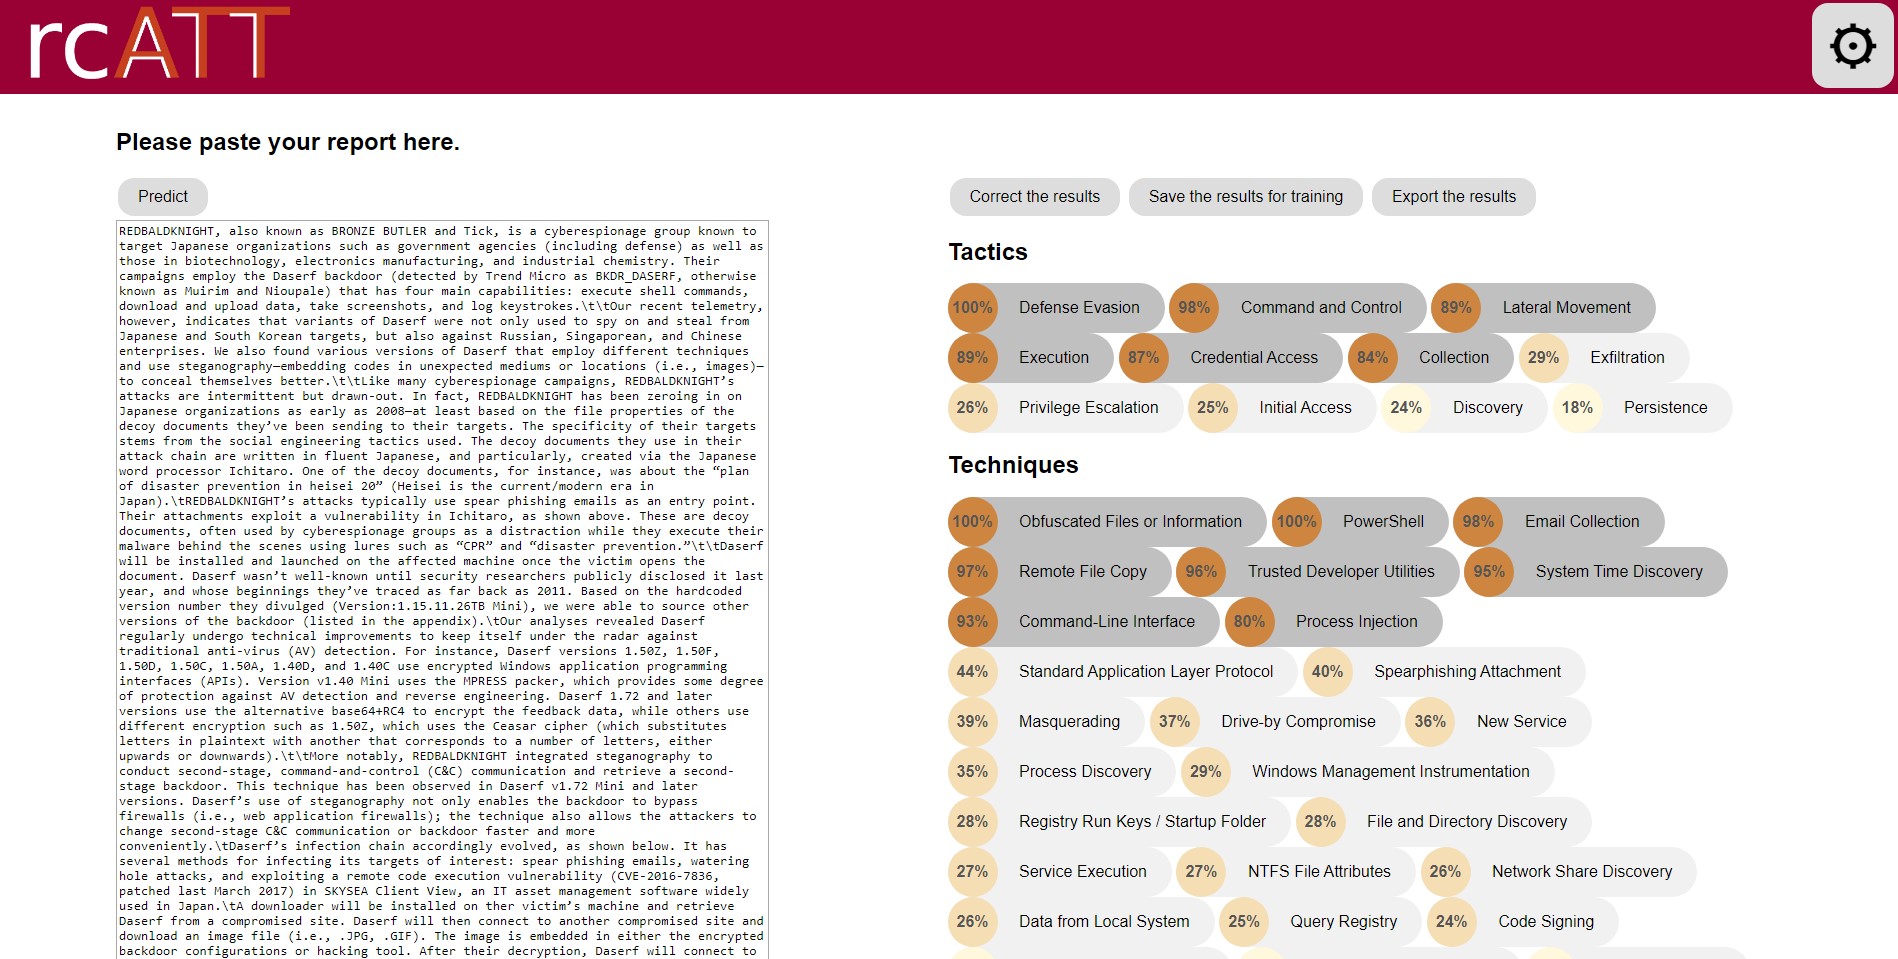 rcATT
Please paste your report here.
Predict
REDBALDKNIGHT, also known as BRONZE BUTLER and Tick, is a cyberespionage group known to
target Japanese organizations such as government agencies (including defense) as well as
those in biotechnology, electronics manufacturing, and industrial chemistry. Their
campaigns employ the Daserf backdoor (detected by Trend Micro as BKDR_DASERF, otherwise
known as Muirim and Nioupale) that has four main capabilities: execute shell commands,
download and upload data, take screenshots, and log keystrokes.\t\tOur recent telemetry,
however, indicates that variants of Daserf were not only used to spy on and steal from
Japanese and South Korean targets, but also against Russian, Singaporean, and Chinese
enterprises. We also found various versions of Daserf that employ different techniques
and use steganography—embedding codes in unexpected mediums or locations (i.e., images)—
to conceal themselves better.\t\tLike many cyberespionage campaigns, REDBALDKNIGHT’s
attacks are intermittent but drawn-out. In fact, REDBALDKNIGHT has been zeroing in on
Japanese organizations as early as 2008—at least based on the file properties of the
decoy documents they’ve been sending to their targets. The specificity of their targets
stems from the social engineering tactics used. The decoy documents they use in their
attack chain are written in fluent Japanese, and particularly, created via the Japanese
word processor Ichitaro. One of the decoy documents, for instance, was about the “plan
of disaster prevention in heisei 20” (Heisei is the current/modern era in
Japan).\tREDBALDKNIGHT’s attacks typically use spear phishing emails as an entry point.
Their attachments exploit a vulnerability in Ichitaro, as shown above. These are decoy
documents, often used by cyberespionage groups as a distraction while they execute their
malware behind the scenes using lures such as “CPR” and “disaster prevention.”\t\tDaserf
will be installed and launched on the affected machine once the victim opens the
document. Daserf wasn’t well-known until security researchers publicly disclosed it last
year, and whose beginnings they’ve traced as far back as 2011. Based on the hardcoded
version number they divulged (Version:1.15.11.26TB Mini), we were able to source other
versions of the backdoor (listed in the appendix).\tOur analyses revealed Daserf
regularly undergo technical improvements to keep itself under the radar against
traditional anti-virus (AV) detection. For instance, Daserf versions 1.50Z, 1.50F,
1.50D, 1.50C, 1.50A, 1.40D, and 1.40C use encrypted Windows application programming
interfaces (APIs). Version v1.40 Mini uses the MPRESS packer, which provides some degree
of protection against AV detection and reverse engineering. Daserf 1.72 and later
versions use the alternative base64+RC4 to encrypt the feedback data, while others use
different encryption such as 1.50Z, which uses the Ceasar cipher (which substitutes
letters in plaintext with another that corresponds to a number of letters, either
upwards or downwards).\t\tMore notably, REDBALDKNIGHT integrated steganography to
conduct second-stage, command-and-control (C&C) communication and retrieve a second-
stage backdoor. This technique has been observed in Daserf v1.72 Mini and later
versions. Daserf’s use of steganography not only enables the backdoor to bypass
firewalls (i.e., web application firewalls); the technique also allows the attackers to
change second-stage C&C communication or backdoor faster and more
conveniently.\tDaserf’s infection chain accordingly evolved, as shown below. It has
several methods for infecting its targets of interest: spear phishing emails, watering
hole attacks, and exploiting a remote code execution vulnerability (CVE-2016-7836,
patched last March 2017) in SKYSEA Client View, an IT asset management software widely
used in Japan.\tA downloader will be installed on ther victim’s machine and retrieve
Daserf from a compromised site. Daserf will then connect to another compromised site and
download an image file (i.e., .JPG, .GIF). The image is embedded in either the encrypted
backdoor configurations or hacking tool. After their decryption, Daserf will connect to
Correct the results Save the results for training Export the results
Tactics
100% Defense Evasion 98% Command and Control 89% Lateral Movement
89% Execution 87% Credential Access 84% Collection 29% Exfiltration
26% Privilege Escalation 25% Initial Access 24% Discovery 18% Persistence
Techniques
100% Obfuscated Files or Information 100% PowerShell 98% Email Collection
97% Remote File Copy 96% Trusted Developer Utilities 95% System Time Discovery
93% Command-Line Interface 80% Process Injection
44% Standard Application Layer Protocol 40% Spearphishing Attachment
39% Masquerading 37% Drive-by Compromise 36% New Service
35% Process Discovery 29% Windows Management Instrumentation
28% Registry Run Keys / Startup Folder 28% File and Directory Discovery
27% Service Execution 27% NTFS File Attributes 26% Network Share Discovery
26% Data from Local System 25% Query Registry 24% Code Signing